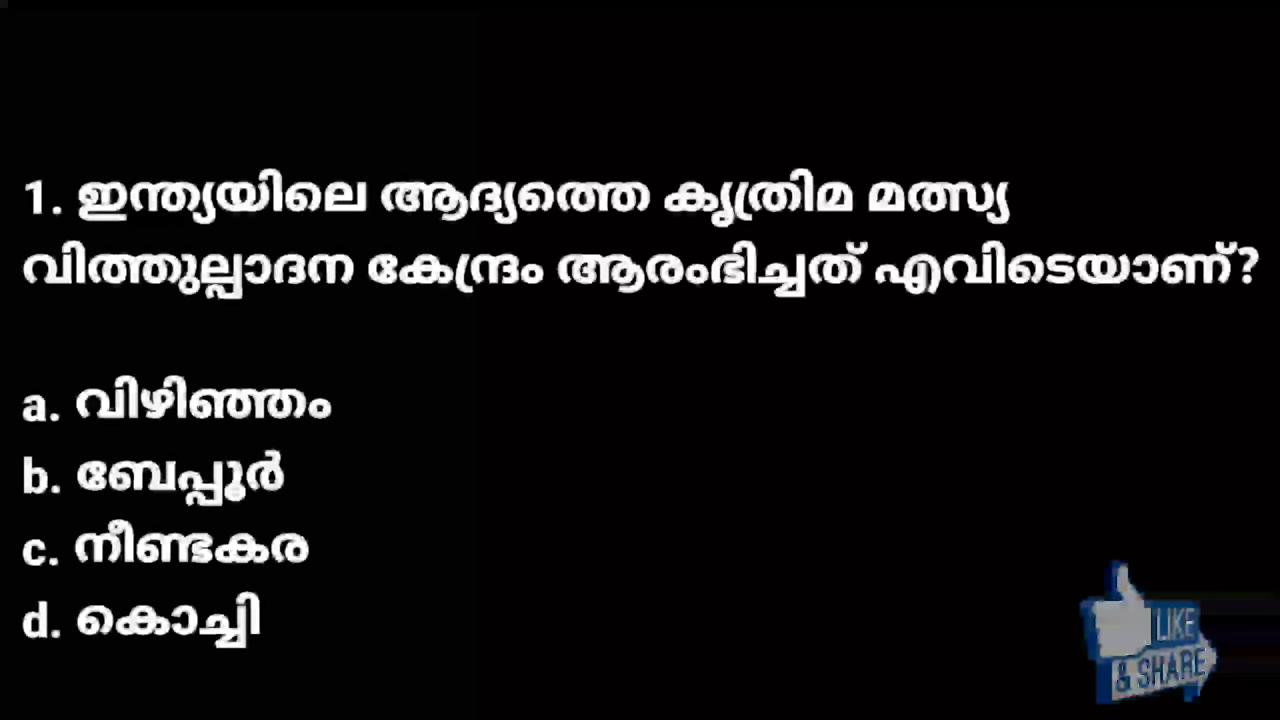 1. ഇന്ത്യയിലെ ആദ്യത്തെ കൃത്രിമ മത്സ്യ
വിത്തുല്പാദന കേന്ദ്രം ആരംഭിച്ചത് എവിടെയാണ്?
a. വിഴിഞ്ഞം
b. ബേപ്പൂർ
c. നീണ്ടകര
d. കൊച്ചി
LIKE
& SHARE